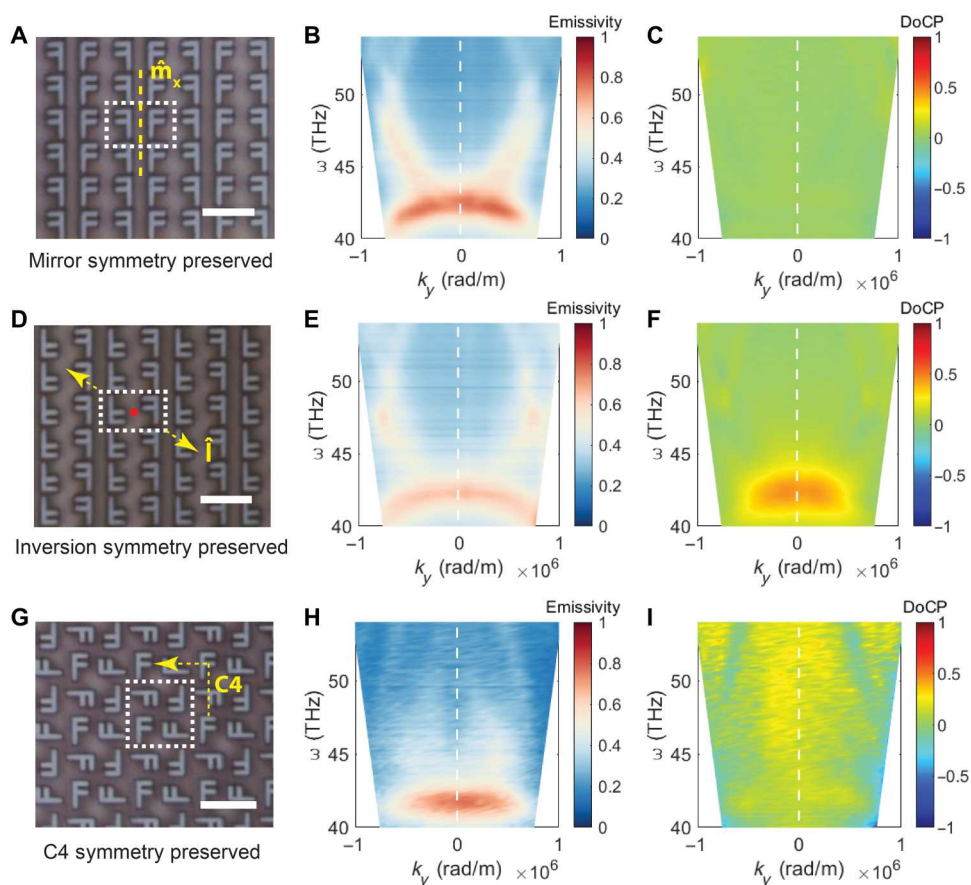 A
m̂x
F
Mirror symmetry preserved
B
Emissivity
1
0.8
0.6
0.4
0.2
0
ω (THz)
50
45
40
−1 0 1
ky (rad/m)
C
DoCP
1
0.5
0
−0.5
−1
ω (THz)
50
45
40
−1 0 1
ky (rad/m) ×10⁶
D
Î
Inversion symmetry preserved
E
Emissivity
1
0.8
0.6
0.4
0.2
0
ω (THz)
50
45
40
−1 0 1
ky (rad/m) ×10⁶
F
DoCP
1
0.5
0
−0.5
−1
ω (THz)
50
45
40
−1 0 1
ky (rad/m) ×10⁶
G
C4
C4 symmetry preserved
H
Emissivity
1
0.8
0.6
0.4
0.2
0
ω (THz)
50
45
40
−1 0 1
ky (rad/m) ×10⁶
I
DoCP
1
0.5
0
−0.5
−1
ω (THz)
50
45
40
−1 0 1
ky (rad/m) ×10⁶